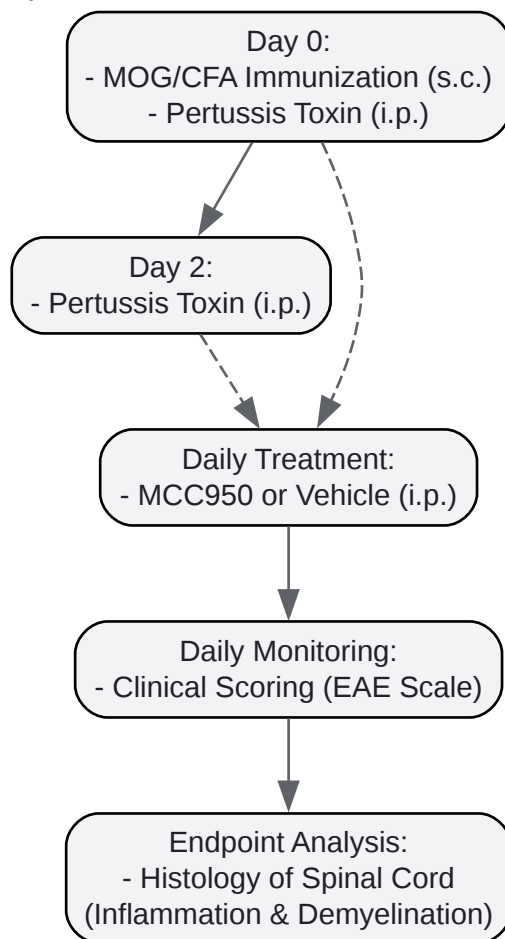 Day 0:
- MOG/CFA Immunization (s.c.)
- Pertussis Toxin (i.p.)
Day 2:
- Pertussis Toxin (i.p.)
Daily Treatment:
- MCC950 or Vehicle (i.p.)
Daily Monitoring:
- Clinical Scoring (EAE Scale)
Endpoint Analysis:
- Histology of Spinal Cord
(Inflammation & Demyelination)